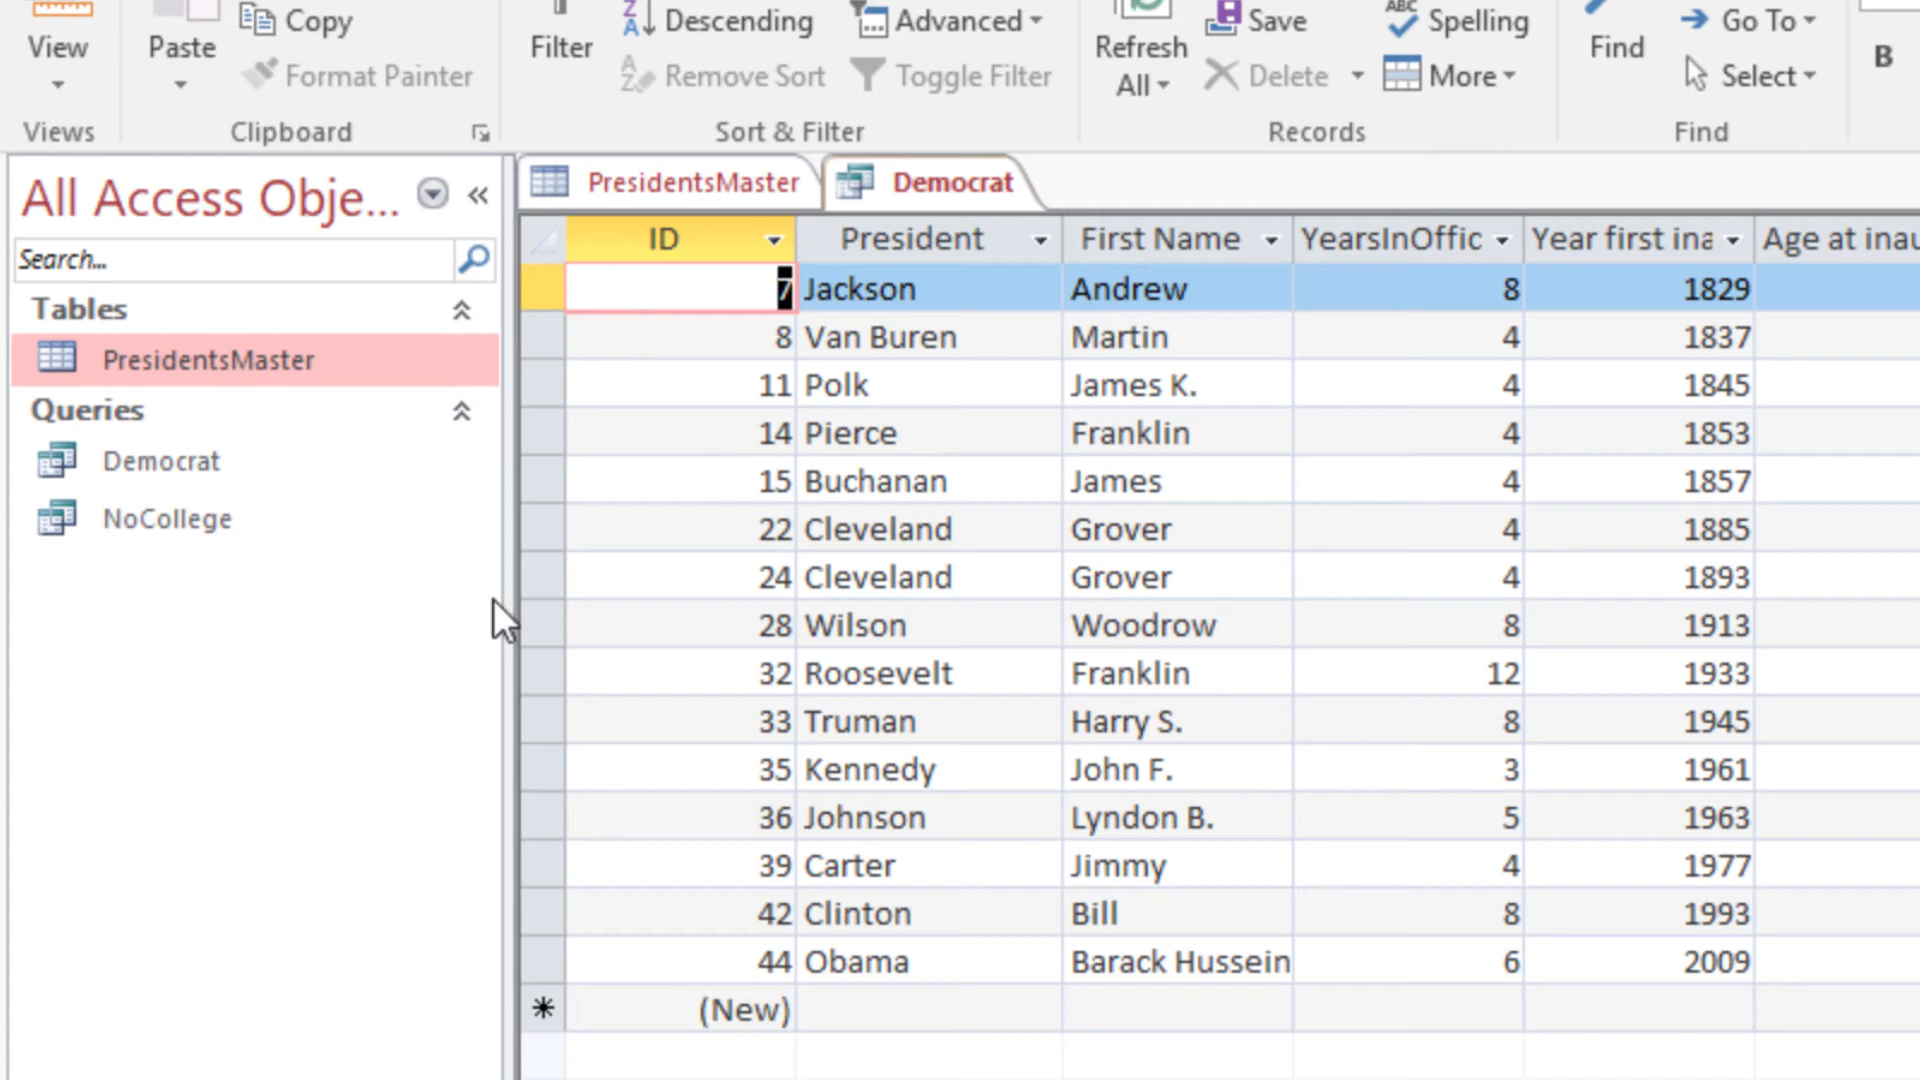 View
Paste
Copy
Format Painter
Filter
Descending
Remove Sort
Advanced
Toggle Filter
Refresh
All
Save
Delete
ABC
Spelling
More
Find
Go To
Select
B
Views
Clipboard
Sort & Filter
Records
Find
All Access Obje...
Search...
Tables
PresidentsMaster
Queries
Democrat
NoCollege
PresidentsMaster
Democrat
ID President First Name YearsInOffic Year first ina Age at inau
7 Jackson Andrew 8 1829
8 Van Buren Martin 4 1837
11 Polk James K. 4 1845
14 Pierce Franklin 4 1853
15 Buchanan James 4 1857
22 Cleveland Grover 4 1885
24 Cleveland Grover 4 1893
28 Wilson Woodrow 8 1913
32 Roosevelt Franklin 12 1933
33 Truman Harry S. 8 1945
35 Kennedy John F. 3 1961
36 Johnson Lyndon B. 5 1963
39 Carter Jimmy 4 1977
42 Clinton Bill 8 1993
44 Obama Barack Hussein 6 2009
(New)